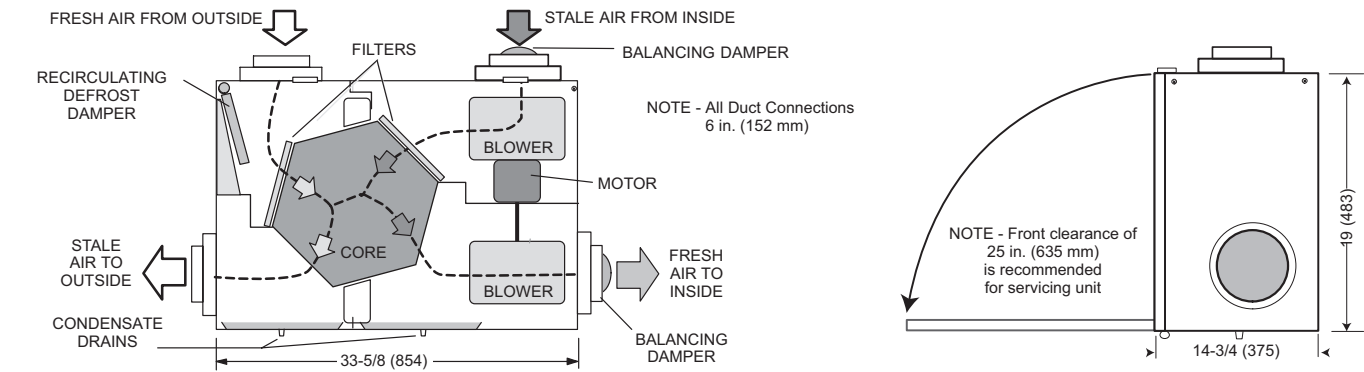 FRESH AIR FROM OUTSIDE
STALE AIR FROM INSIDE
BALANCING DAMPER
FILTERS
RECIRCULATING
DEFROST
DAMPER
NOTE - All Duct Connections
6 in. (152 mm)
BLOWER
MOTOR
CORE
STALE
AIR TO
OUTSIDE
BLOWER
FRESH
AIR TO
INSIDE
CONDENSATE
DRAINS
BALANCING
DAMPER
33-5/8 (854)
NOTE - Front clearance of
25 in. (635 mm)
is recommended
for servicing unit
19 (483)
14-3/4 (375)